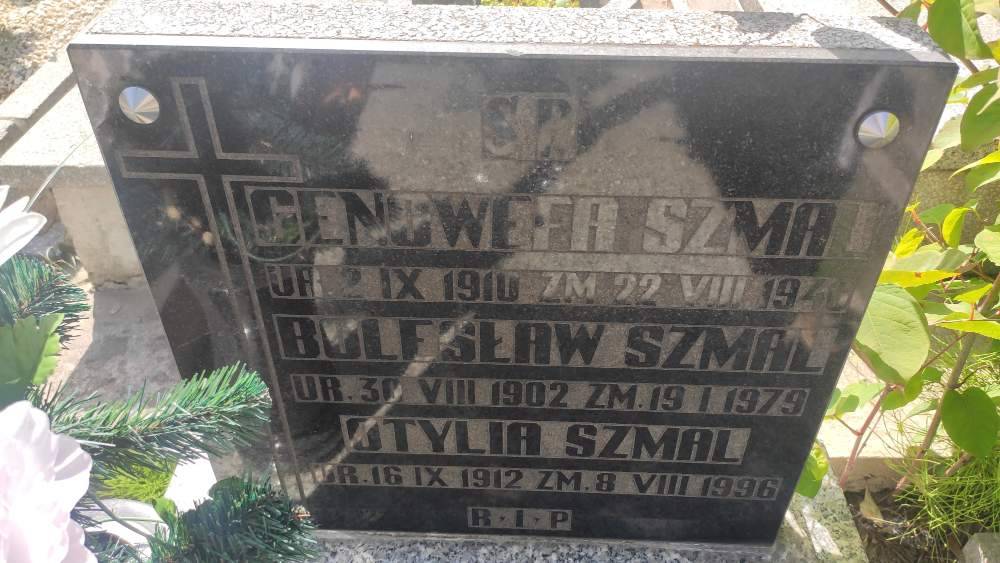 Ś P.
GENOWEFA SZMAL
UR. 2 IX 1910 ZM. 22 VIII 1940
BOLESŁAW SZMAL
UR. 30 VIII 1902 ZM. 19 I 1979
OTYLIA SZMAL
UR. 16 IX 1912 ZM. 8 VIII 1996
R·I·P